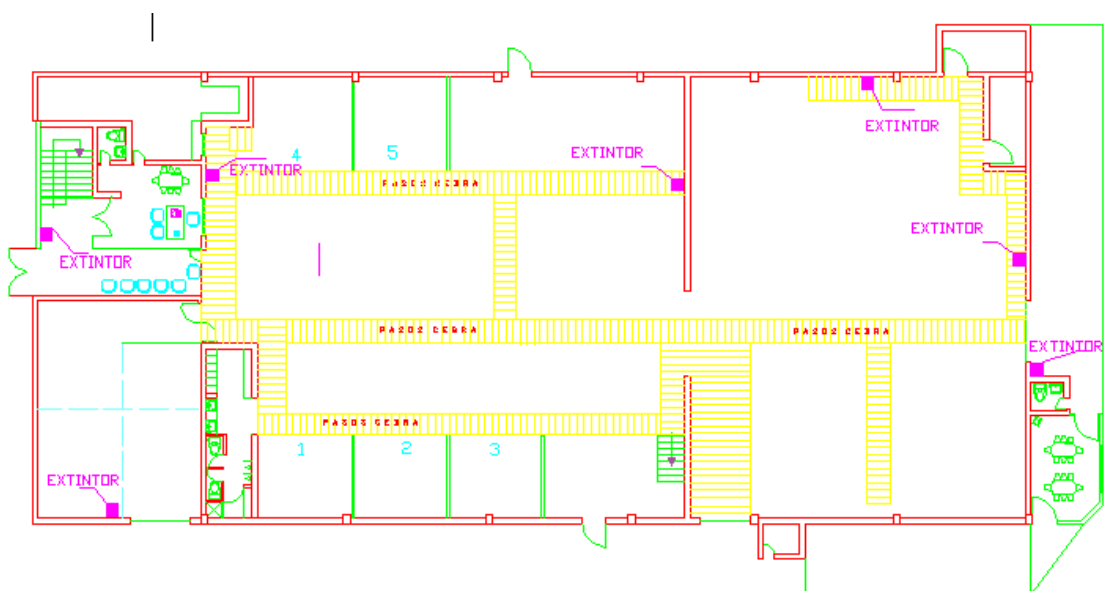 EXTINTOR
4
5
EXTINTOR
EXTINTOR
PASOS CEBRA
EXTINTOR
EXTINTOR
PASOS CEBRA
PASOS CEBRA
EXTINTOR
PASOS CEBRA
1
2
3
EXTINTOR